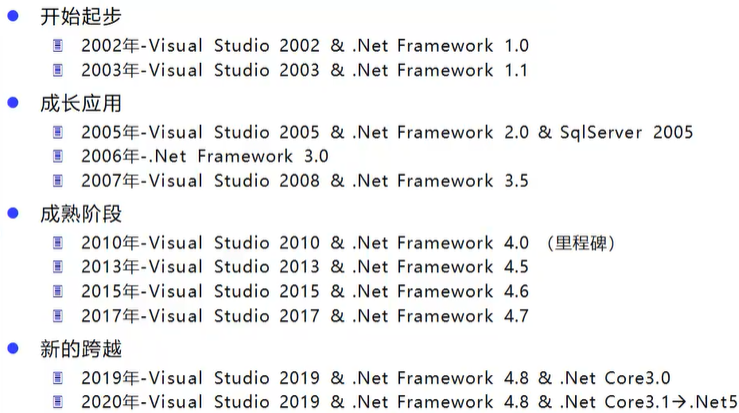 开始起步
2002年-Visual Studio 2002 & .Net Framework 1.0
2003年-Visual Studio 2003 & .Net Framework 1.1
成长应用
2005年-Visual Studio 2005 & .Net Framework 2.0 & SqlServer 2005
2006年-.Net Framework 3.0
2007年-Visual Studio 2008 & .Net Framework 3.5
成熟阶段
2010年-Visual Studio 2010 & .Net Framework 4.0 （里程碑）
2013年-Visual Studio 2013 & .Net Framework 4.5
2015年-Visual Studio 2015 & .Net Framework 4.6
2017年-Visual Studio 2017 & .Net Framework 4.7
新的跨越
2019年-Visual Studio 2019 & .Net Framework 4.8 & .Net Core3.0
2020年-Visual Studio 2019 & .Net Framework 4.8 & .Net Core3.1→.Net5